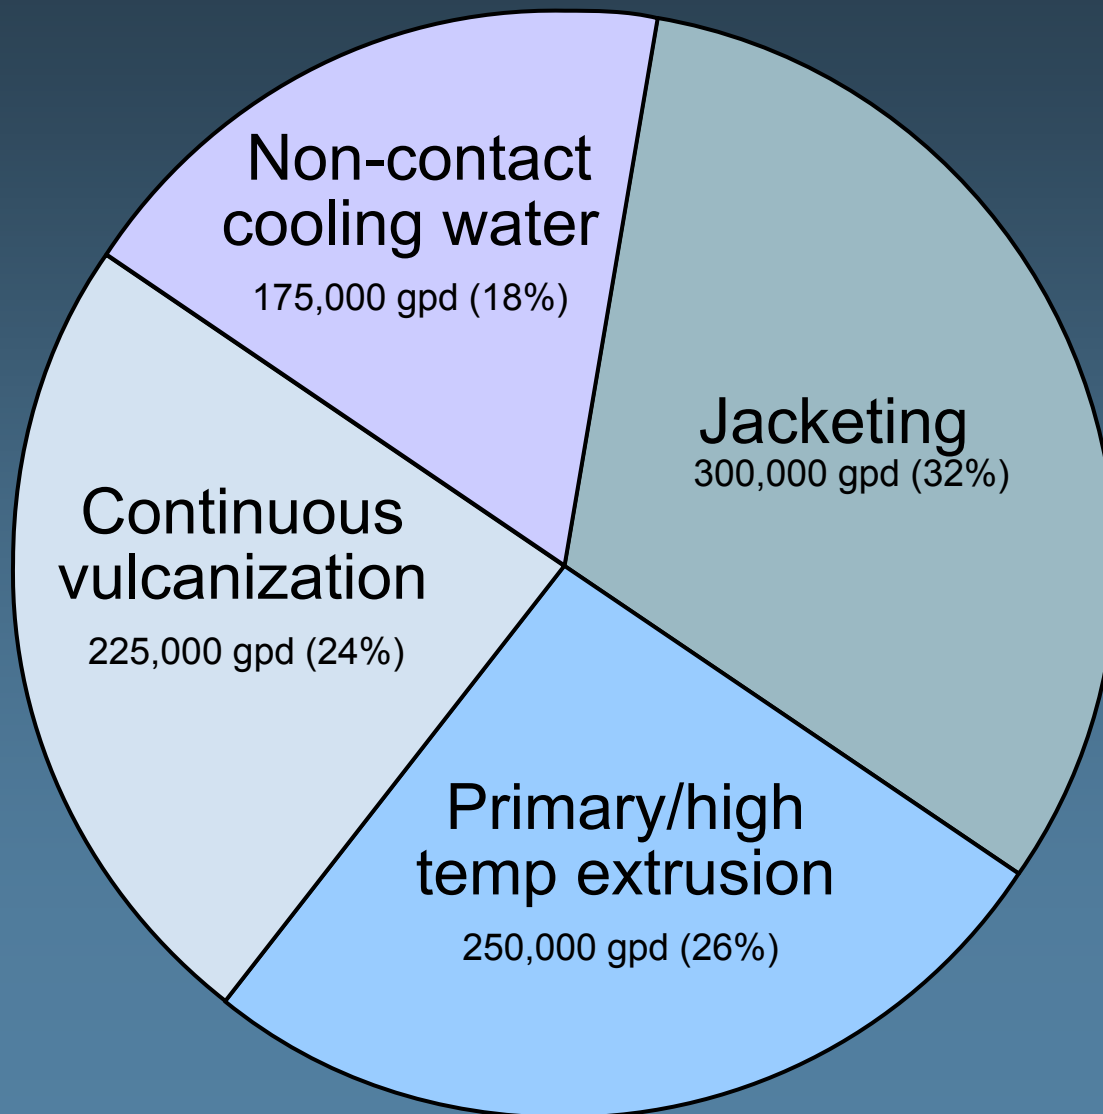 Non-contact
cooling water
175,000 gpd (18%)
Jacketing
300,000 gpd (32%)
Continuous
vulcanization
225,000 gpd (24%)
Primary/high
temp extrusion
250,000 gpd (26%)